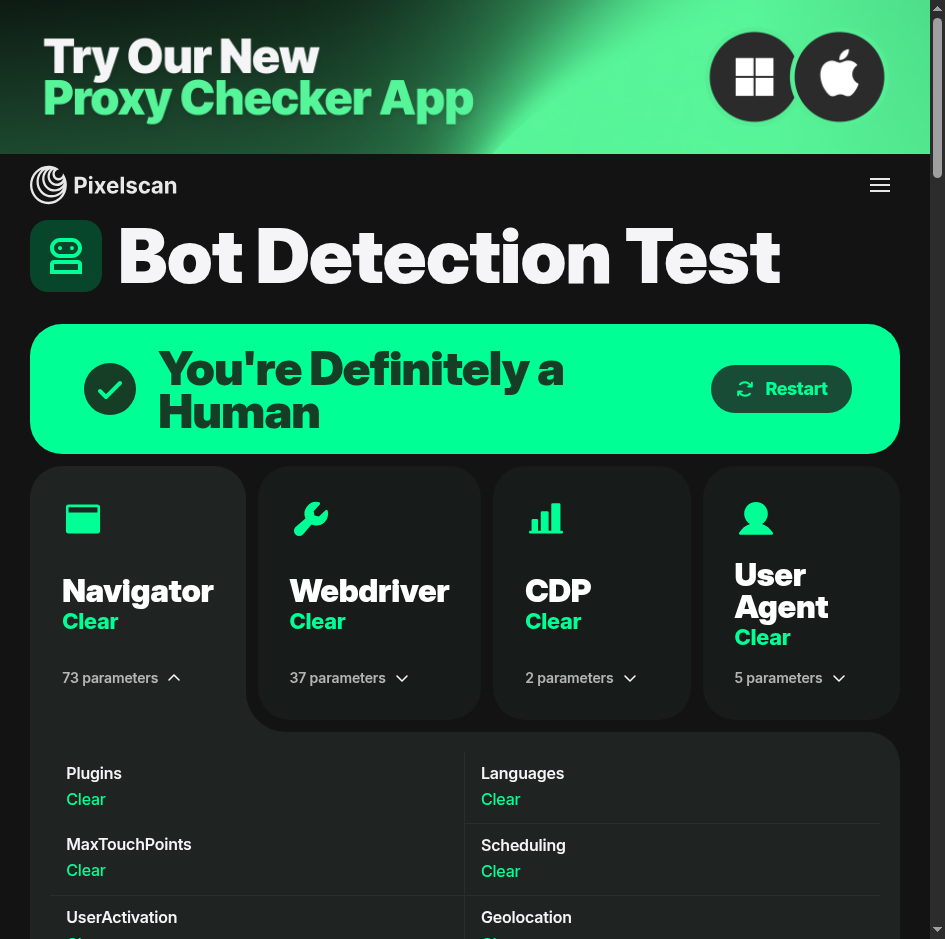 Try Our New
Proxy Checker App
Pixelscan
Bot Detection Test
You're Definitely a
Human
Restart
Navigator
Clear
73 parameters
Webdriver
Clear
37 parameters
CDP
Clear
2 parameters
User
Agent
Clear
5 parameters
Plugins
Clear
Languages
Clear
MaxTouchPoints
Clear
Scheduling
Clear
UserActivation
Geolocation